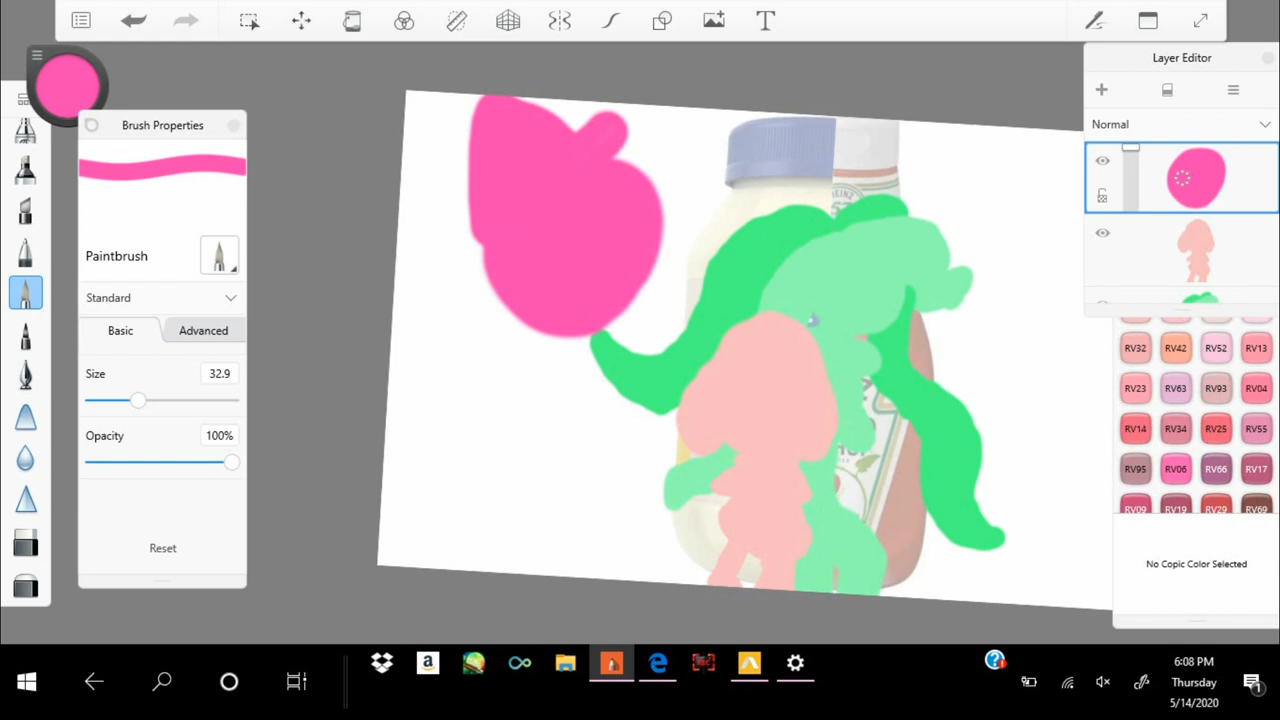 T
Layer Editor
Normal
Brush Properties
Paintbrush
Standard
Basic
Advanced
Size
32.9
Opacity
100%
Reset
HEINZ
RV32
RV42
RV52
RV13
RV23
RV63
RV93
RV04
RV14
RV34
RV25
RV55
RV95
RV06
RV66
RV17
RV09
RV19
RV29
RV69
No Copic Color Selected
a
6:08 PM
Thursday
5/14/2020
1